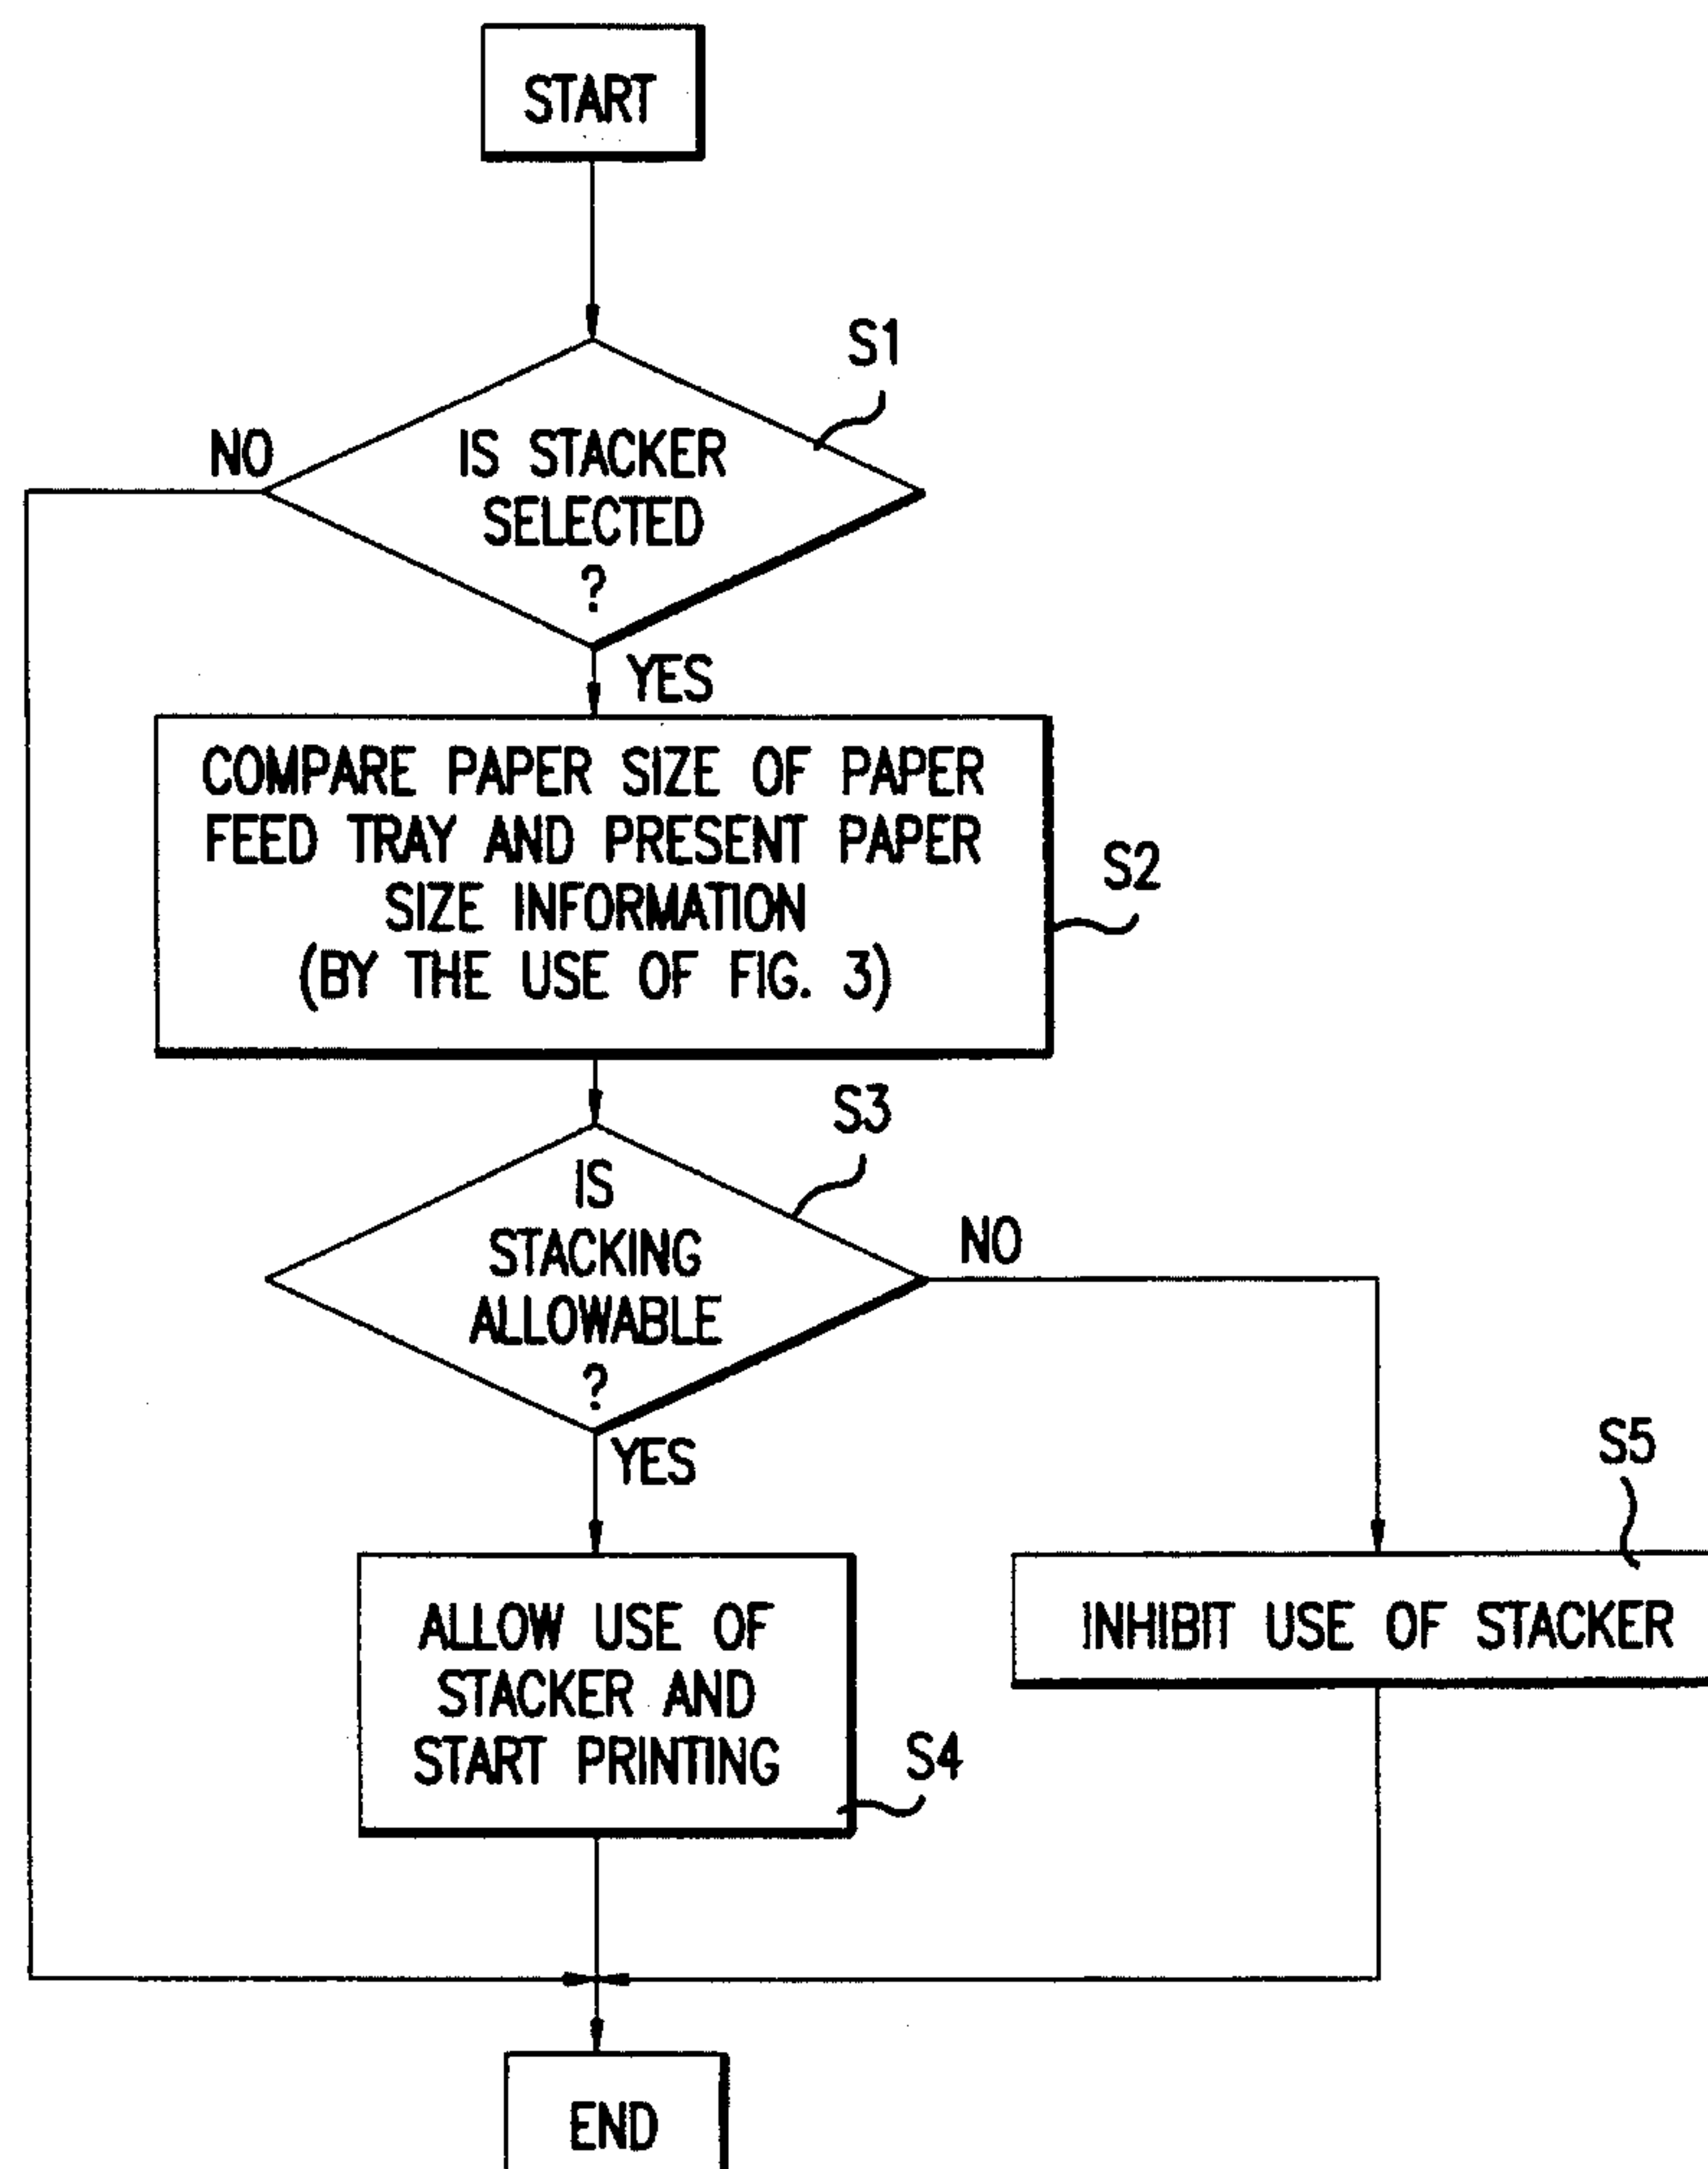 START
S1
NO
IS STACKER
SELECTED
?
YES
COMPARE PAPER SIZE OF PAPER
FEED TRAY AND PRESENT PAPER
SIZE INFORMATION
(BY THE USE OF FIG. 3)
S2
S3
IS
STACKING
ALLOWABLE
?
NO
YES
S5
ALLOW USE OF
STACKER AND
START PRINTING
INHIBIT USE OF STACKER
S4
END